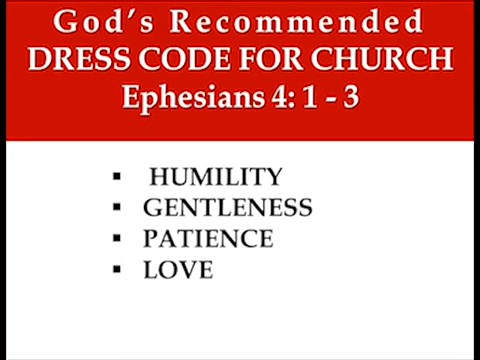 God's Recommended
DRESS CODE FOR CHURCH
Ephesians 4: 1 - 3
▪ HUMILITY
▪ GENTLENESS
▪ PATIENCE
▪ LOVE